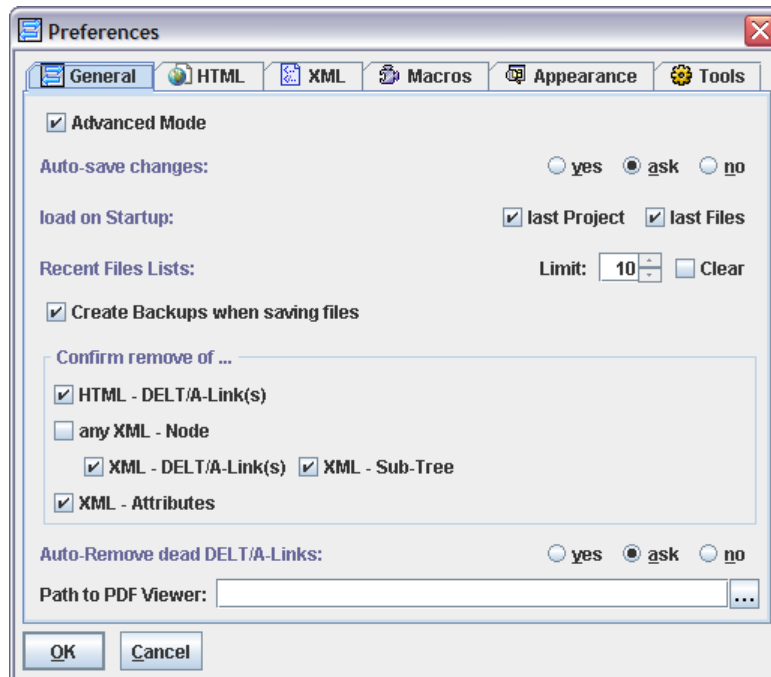 Preferences
General HTML XML Macros Appearance Tools
Advanced Mode
Auto-save changes: yes ask no
load on Startup: last Project last Files
Recent Files Lists: Limit: 10 Clear
Create Backups when saving files
Confirm remove of ...
HTML - DELT/A-Link(s)
any XML - Node
XML - DELT/A-Link(s) XML - Sub-Tree
XML - Attributes
Auto-Remove dead DELT/A-Links: yes ask no
Path to PDF Viewer: ...
OK Cancel